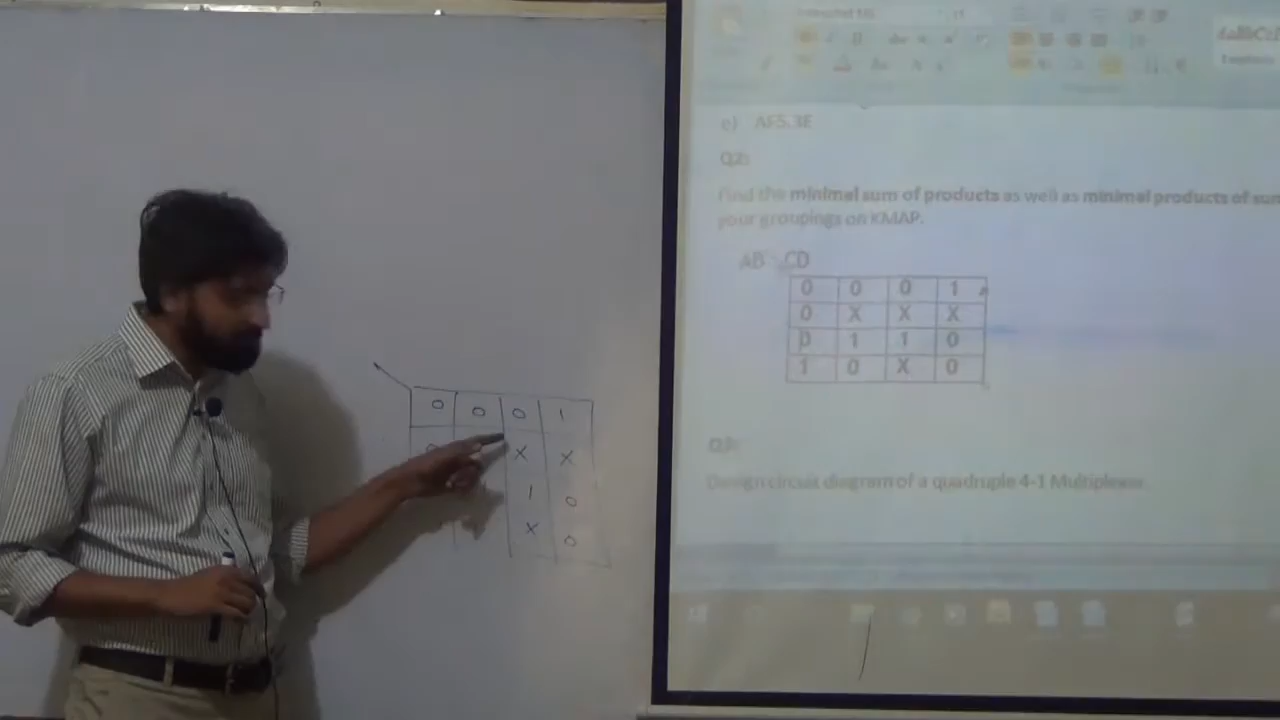 0 0 0 1
X X
1 0
X 0
e) AF5.3E
Q2:
Find the minimal sum of products as well as minimal products of sum
your groupings on KMAP.
AB CD
0 0 0 1
0 X X X
0 1 1 0
1 0 X 0
Q3:
Design circuit diagram of a quadruple 4-1 Multiplexer.